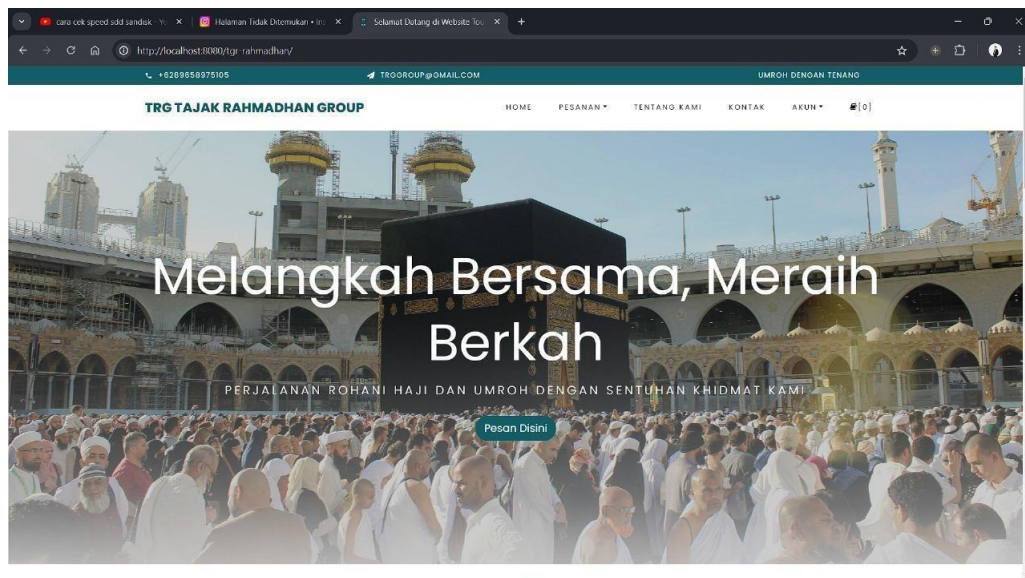 cara cek speed sdd sandisk - Yo
Halaman Tidak Ditemukan • Ins
Selamat Datang di Website Tou
http://localhost:8080/tgr-rahmadhan/
+6289658975105
TRGGROUP@GMAIL.COM
UMROH DENGAN TENANG
TRG TAJAK RAHMADHAN GROUP
HOME
PESANAN
TENTANG KAMI
KONTAK
AKUN
[0]
Melangkah Bersama, Meraih
Berkah
PERJALANAN ROHANI HAJI DAN UMROH DENGAN SENTUHAN KHIDMAT KAMI
Pesan Disini